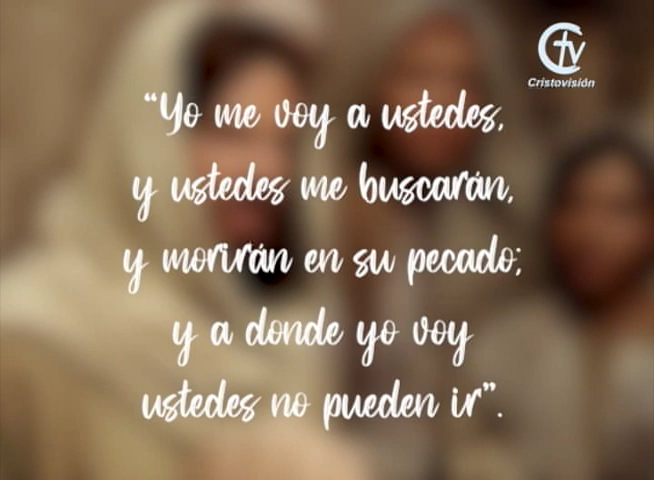 CTV
Cristovisión
“Yo me voy a ustedes,
y ustedes me buscarán,
y morirán en su pecado;
y a donde yo voy
ustedes no pueden ir”.